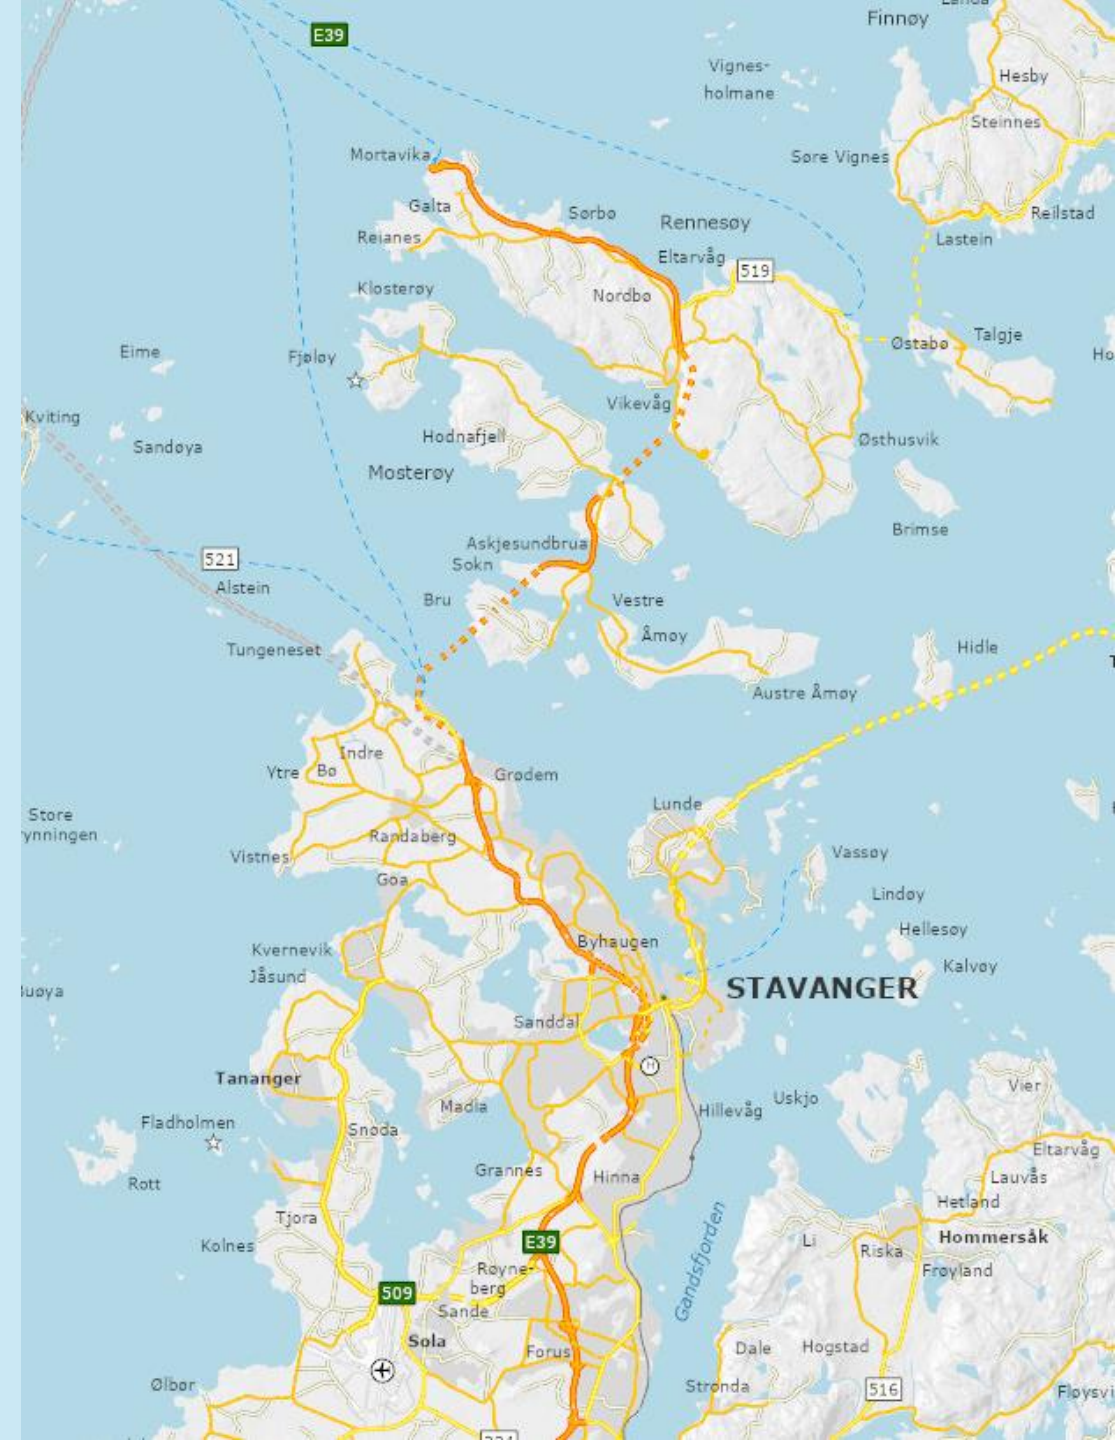 Finnøy
E39
Vignes-
holmane
Hesby
Steinnes
Mortavika
Søre Vignes
Galta
Sørbø
Rennesøy
Reilstad
Reianes
Lastein
Eltarvåg
519
Klosterøy
Nordbø
Talgje
Østabø
Eime
Fjøløy
Vikevåg
Kviting
Hodnafjell
Sandøya
Østhusvik
Mosterøy
Brimse
Askjesundbrua
521
Sokn
Alstein
Bru
Vestre
Åmøy
Tungeneset
Hidle
Austre Åmøy
Indre
Ytre
Bø
Grødem
Lunde
Store
Randaberg
Vassøy
Vistnes
Goa
Lindøy
Hellesøy
Byhaugen
Kvernevik
Kalvøy
Jåsund
STAVANGER
Sanddal
Tananger
Vier
Madla
Uskjo
Hillevåg
Fladholmen
Snøda
Eltarvåg
Grannes
Hinna
Lauvås
Rott
Hetland
Tjora
Hommersåk
Kolnes
E39
Li
Riska
Gandsfjorden
Røyne-
berg
Frøyland
509
Sande
Sola
Forus
Dale
Hogstad
Ølbør
Stronda
516